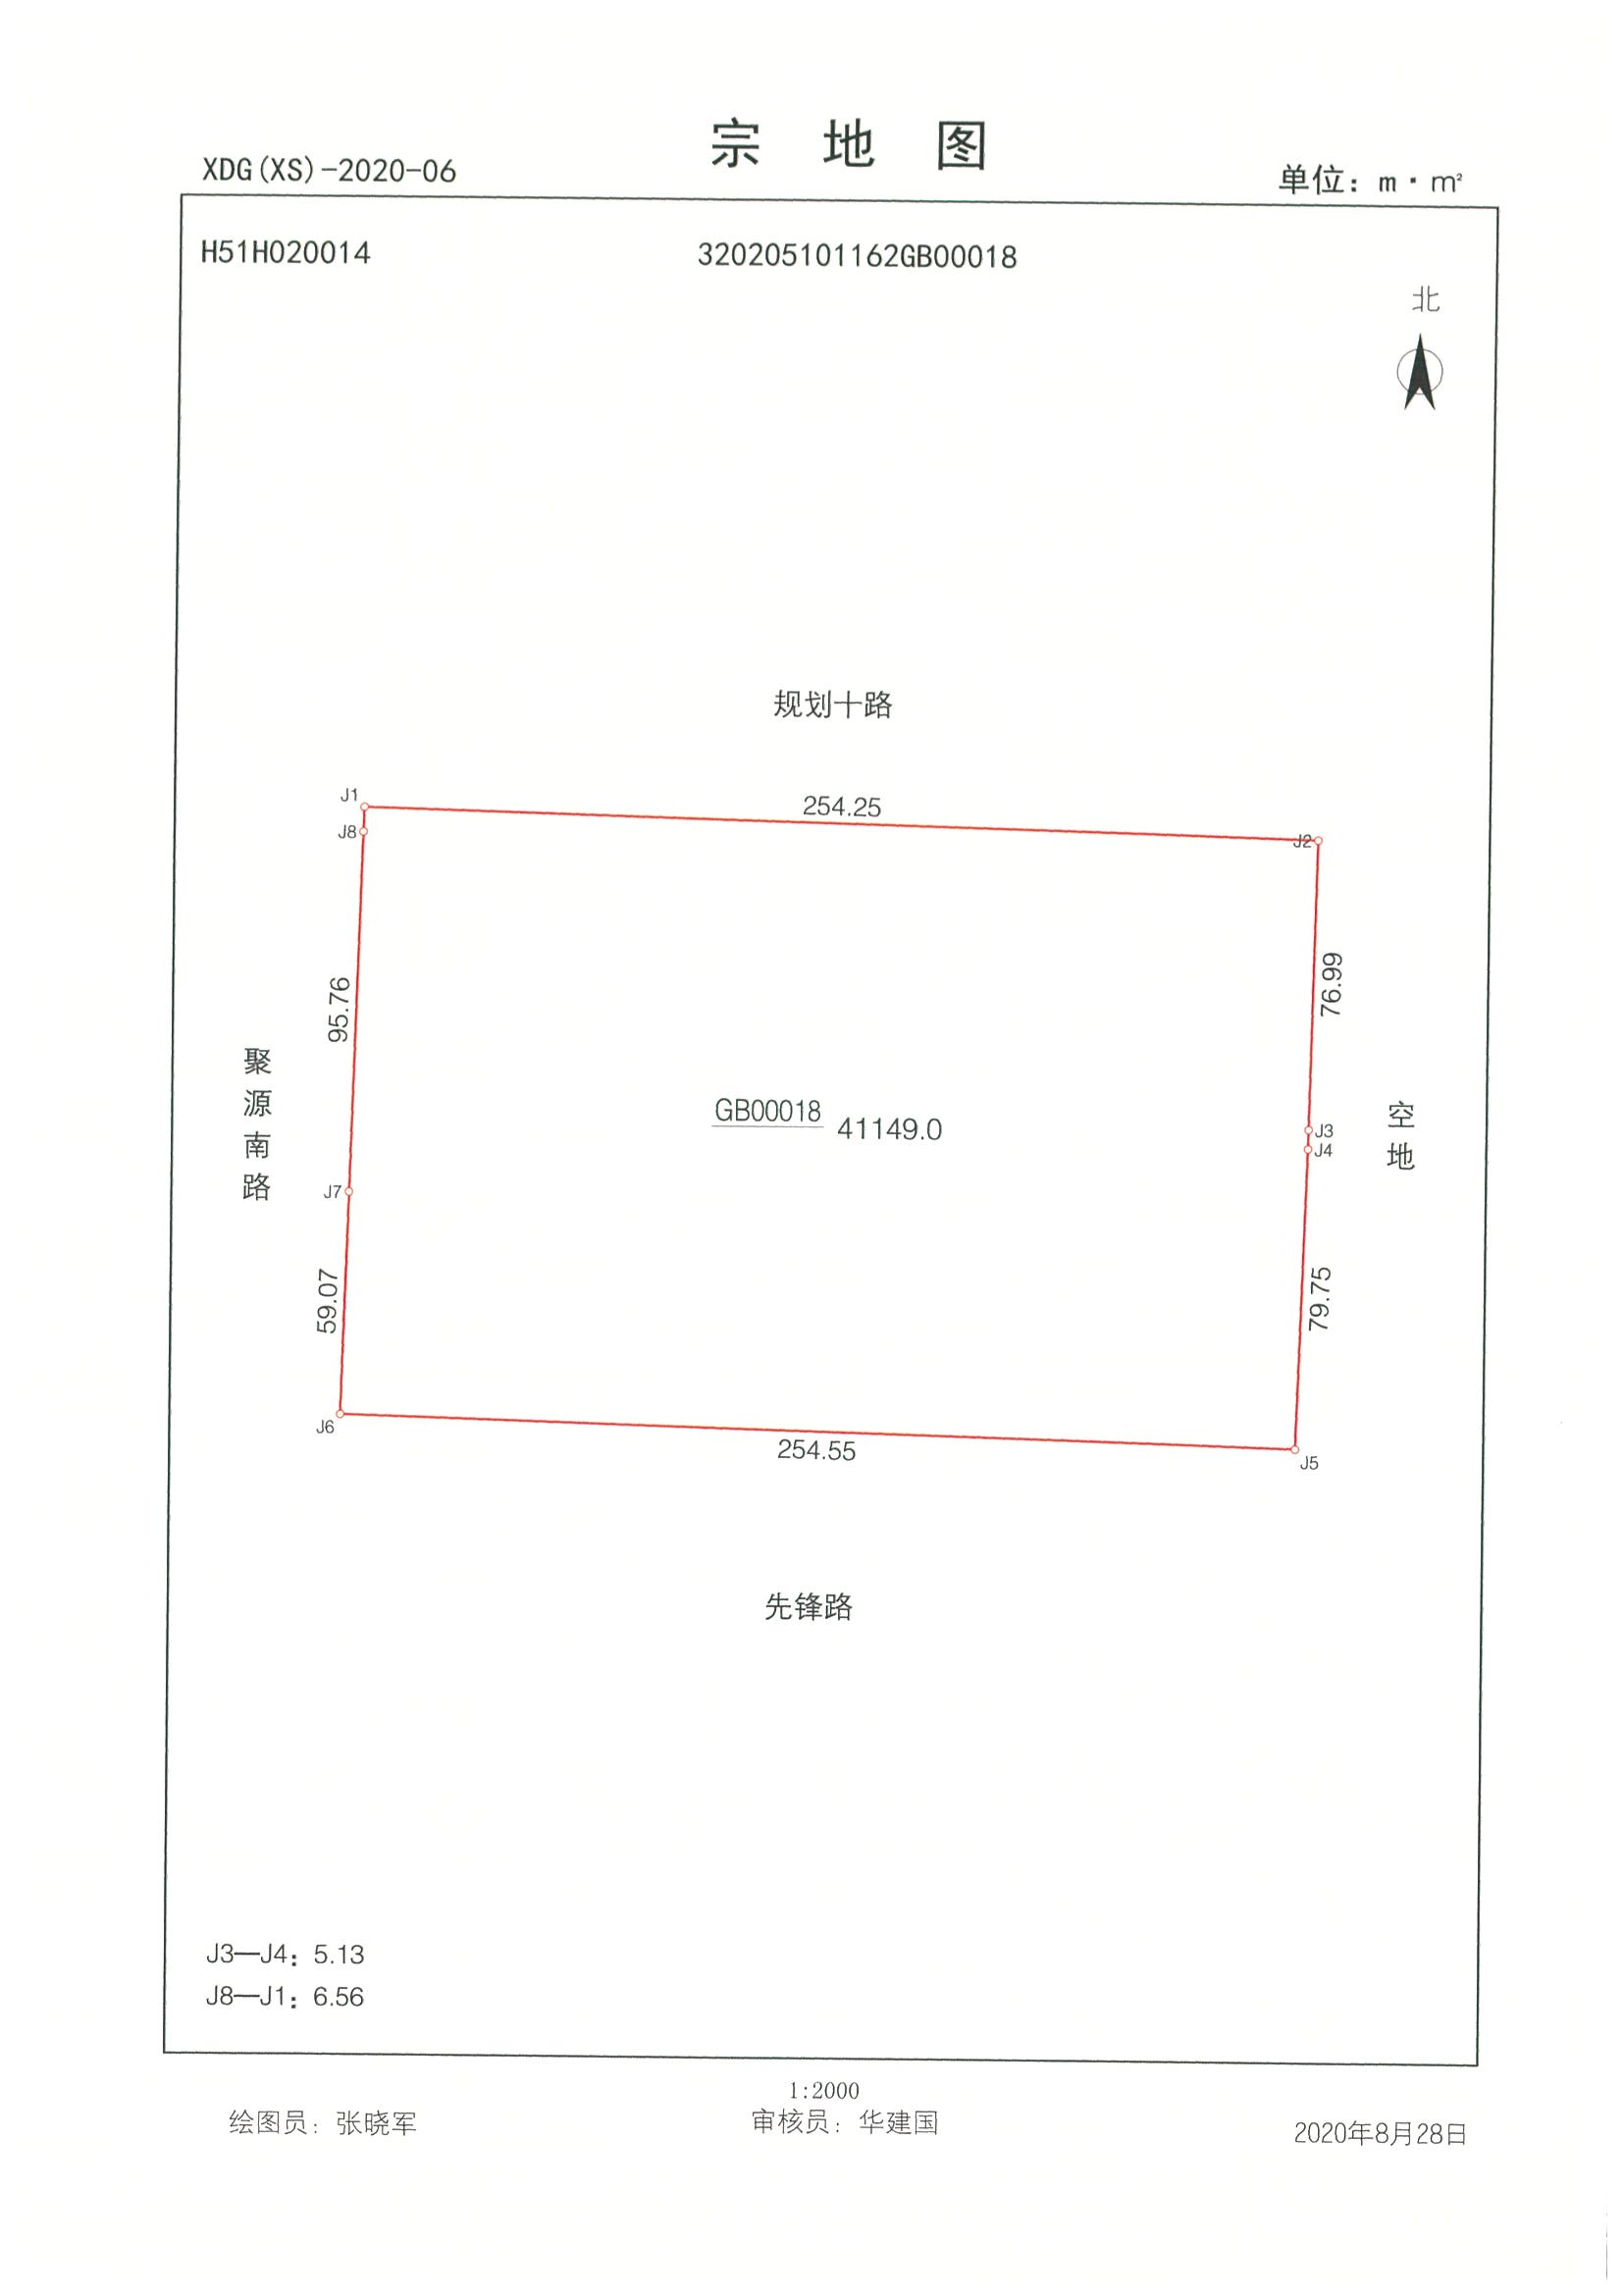 宗 地 图
XDG(XS)-2020-06
单位：m·㎡
H51H020014
320205101162GB00018
北
规划十路
J1
254.25
J8
J2
95.76
76.99
聚源南路
GB00018
41149.0
空地
J3
J4
J7
59.07
79.75
J6
254.55
J5
先锋路
J3—J4：5.13
J8—J1：6.56
1:2000
绘图员：张晓军
审核员：华建国
2020年8月28日